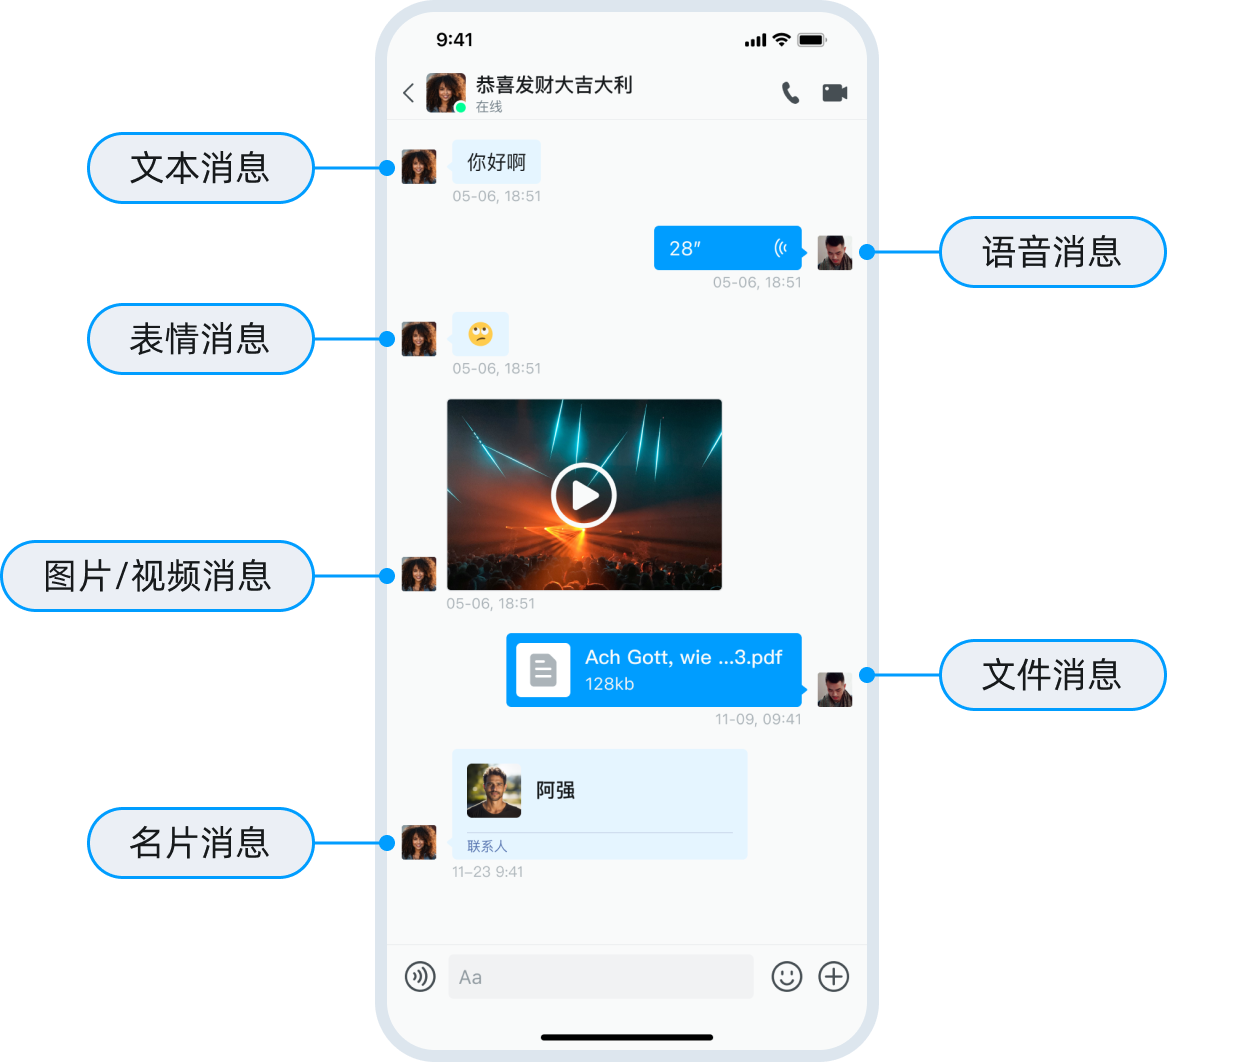 9:41
恭喜发财大吉大利
在线
文本消息
你好啊
05-06, 18:51
28″
语音消息
05-06, 18:51
表情消息
05-06, 18:51
图片/视频消息
05-06, 18:51
Ach Gott, wie ...3.pdf
128kb
文件消息
11-09, 09:41
阿强
名片消息
联系人
11–23 9:41
Aa